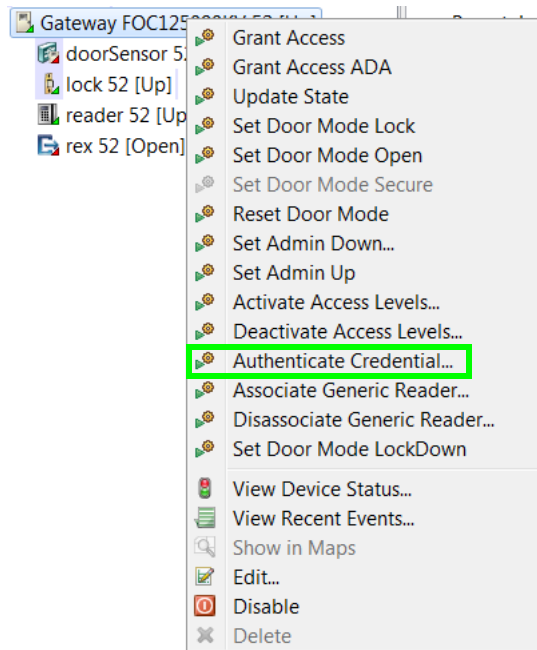 Gateway FOC125
Grant Access
doorSensor 5
Grant Access ADA
lock 52 [Up]
Update State
reader 52 [Up
Set Door Mode Lock
rex 52 [Open]
Set Door Mode Open
Set Door Mode Secure
Reset Door Mode
Set Admin Down...
Set Admin Up
Activate Access Levels...
Deactivate Access Levels...
Authenticate Credential...
Associate Generic Reader...
Disassociate Generic Reader...
Set Door Mode LockDown
View Device Status...
View Recent Events...
Show in Maps
Edit...
Disable
Delete